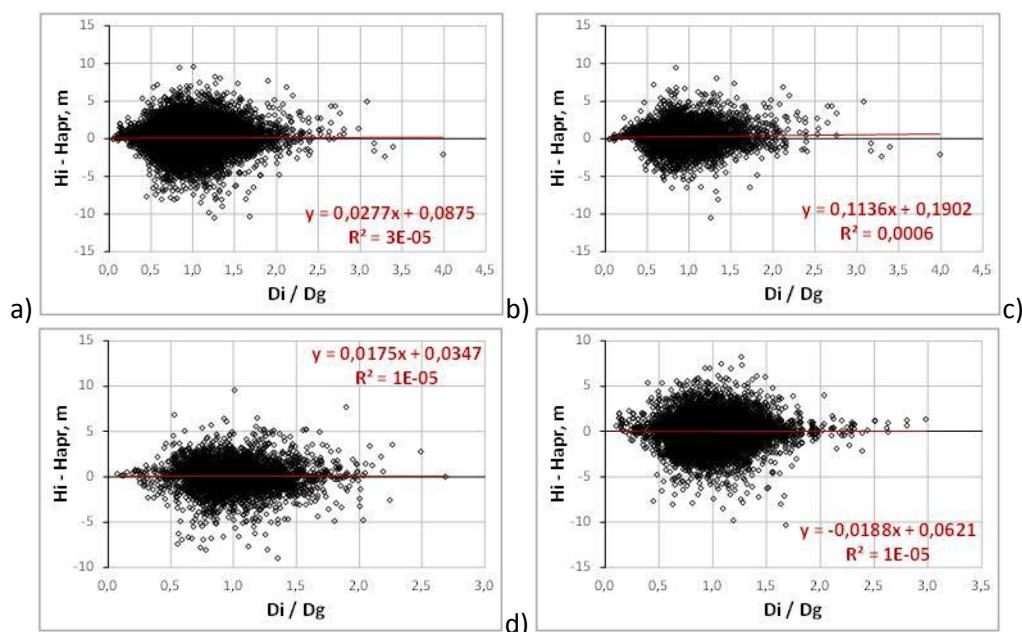 15
10
5
0
-5
-10
-15
Hi - Hapr, m
y = 0,0277x + 0,0875
R² = 3E-05
0,0 0,5 1,0 1,5 2,0 2,5 3,0 3,5 4,0 4,5
Di / Dg
a)
15
10
5
0
-5
-10
-15
Hi - Hapr, m
y = 0,1136x + 0,1902
R² = 0,0006
0,0 0,5 1,0 1,5 2,0 2,5 3,0 3,5 4,0 4,5
Di / Dg
b)
c)
15
10
5
0
-5
-10
Hi - Hapr, m
y = 0,0175x + 0,0347
R² = 1E-05
0,0 0,5 1,0 1,5 2,0 2,5 3,0
Di / Dg
10
5
0
-5
-10
-15
Hi - Hapr, m
y = -0,0188x + 0,0621
R² = 1E-05
0,0 0,5 1,0 1,5 2,0 2,5 3,0 3,5
Di / Dg
d)